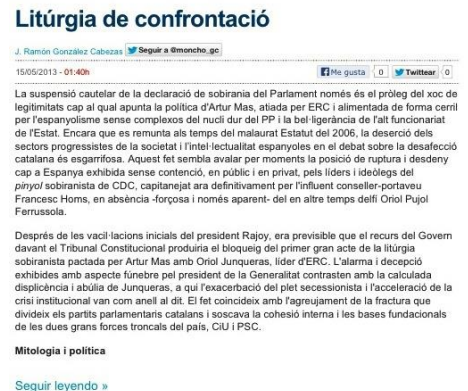 Litúrgia de confrontació
J. Ramón González Cabezas Seguir a @moncho_gc
15/05/2013 - 01:40h Me gusta 0 Twittear 0
La suspensió cautelar de la declaració de sobirania del Parlament només és el pròleg del xoc de
legitimitats cap al qual apunta la política d'Artur Mas, atiada per ERC i alimentada de forma cerril
per l'espanyolisme sense complexos del nucli dur del PP i la bel·ligerància de l'alt funcionariat
de l'Estat. Encara que es remunta als temps del malaurat Estatut del 2006, la deserció dels
sectors progressistes de la societat i l'intel·lectualitat espanyoles en el debat sobre la desafecció
catalana és esgarrifosa. Aquest fet sembla avalar per moments la posició de ruptura i desdeny
cap a Espanya exhibida sense contenció, en públic i en privat, pels líders i ideòlegs del
pinyol sobiranista de CDC, capitanejat ara definitivament per l'influent conseller-portaveu
Francesc Homs, en absència -forçosa i només aparent- del en altre temps delfí Oriol Pujol
Ferrussola.
Després de les vacil·lacions inicials del president Rajoy, era previsible que el recurs del Govern
davant el Tribunal Constitucional produiria el bloqueig del primer gran acte de la litúrgia
sobiranista pactada per Artur Mas amb Oriol Junqueras, líder d'ERC. L'alarma i decepció
exhibides amb aspecte fúnebre pel president de la Generalitat contrasten amb la calculada
displicència i abúlia de Junqueras, a qui l'exacerbació del plet secessionista i l'acceleració de la
crisi institucional van com anell al dit. El fet coincideix amb l'agreujament de la fractura que
divideix els partits parlamentaris catalans i soscava la cohesió interna i les bases fundacionals
de les dues grans forces troncals del país, CiU i PSC.
Mitologia i política
Seguir leyendo »